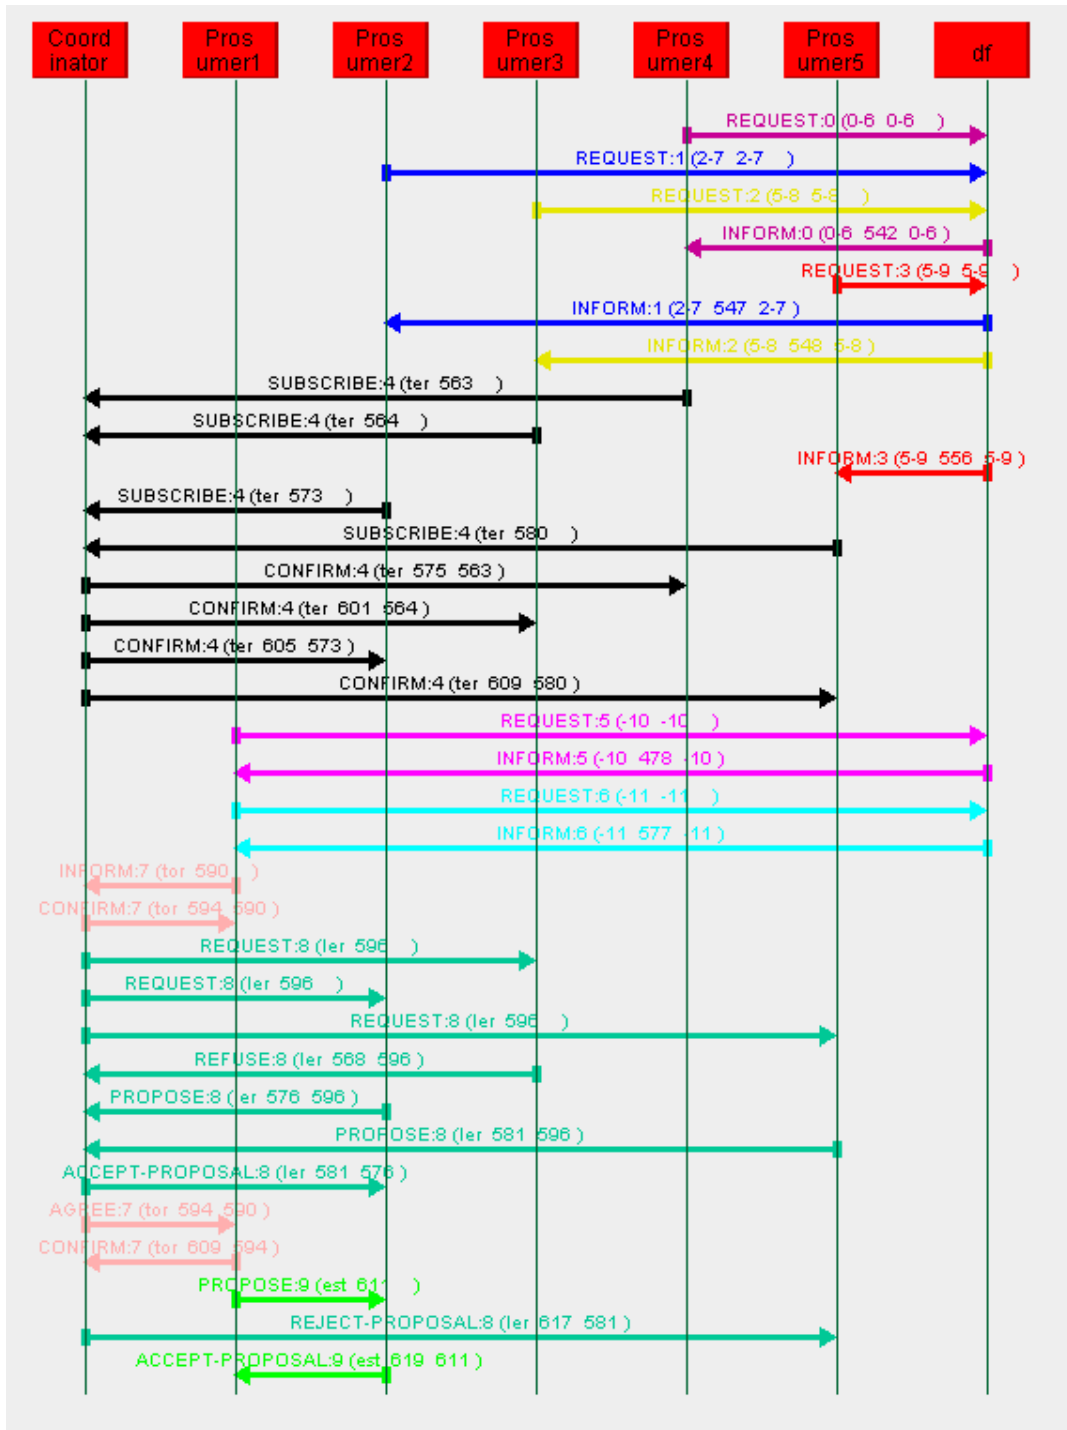 Coord
inator
Pros
umer1
Pros
umer2
Pros
umer3
Pros
umer4
Pros
umer5
df
REQUEST:0 (0-6 0-6 )
REQUEST:1 (2-7 2-7 )
REQUEST:2 (5-8 5-8 )
INFORM:0 (0-6 542 0-6 )
REQUEST:3 (5-9 5-9 )
INFORM:1 (2-7 547 2-7 )
INFORM:2 (5-8 548 5-8 )
SUBSCRIBE:4 (ter 563 )
SUBSCRIBE:4 (ter 564 )
INFORM:3 (5-9 556 5-9 )
SUBSCRIBE:4 (ter 573 )
SUBSCRIBE:4 (ter 580 )
CONFIRM:4 (ter 575 563 )
CONFIRM:4 (ter 601 564 )
CONFIRM:4 (ter 605 573 )
CONFIRM:4 (ter 609 580 )
REQUEST:5 (-10 -10 )
INFORM:5 (-10 478 -10 )
REQUEST:6 (-11 -11 )
INFORM:6 (-11 577 -11 )
INFORM:7 (tor 590 )
CONFIRM:7 (tor 594 590 )
REQUEST:8 (ler 596 )
REQUEST:8 (ler 596 )
REQUEST:8 (ler 596 )
REFUSE:8 (ler 568 596 )
PROPOSE:8 (ler 576 596 )
PROPOSE:8 (ler 581 596 )
ACCEPT-PROPOSAL:8 (ler 581 576 )
AGREE:7 (tor 594 590 )
CONFIRM:7 (tor 609 594 )
PROPOSE:9 (est 611 )
REJECT-PROPOSAL:8 (ler 617 581 )
ACCEPT-PROPOSAL:9 (est 619 611 )